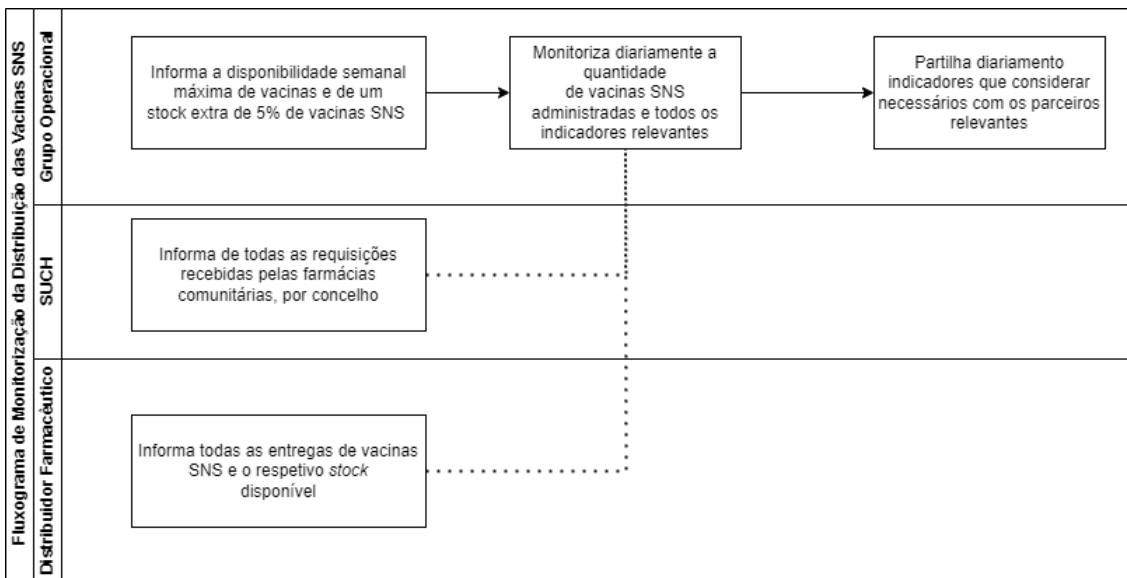 Fluxograma de Monitorização da Distribuição das Vacinas SNS
Grupo Operacional
Informa a disponibilidade semanal
máxima de vacinas e de um
stock extra de 5% de vacinas SNS
Monitoriza diariamente a
quantidade
de vacinas SNS
administradas e todos os
indicadores relevantes
Partilha diariamento
indicadores que considerar
necessários com os parceiros
relevantes
SUCH
Informa de todas as requisições
recebidas pelas farmácias
comunitárias, por concelho
Distribuidor Farmacêutico
Informa todas as entregas de vacinas
SNS e o respetivo stock
disponível